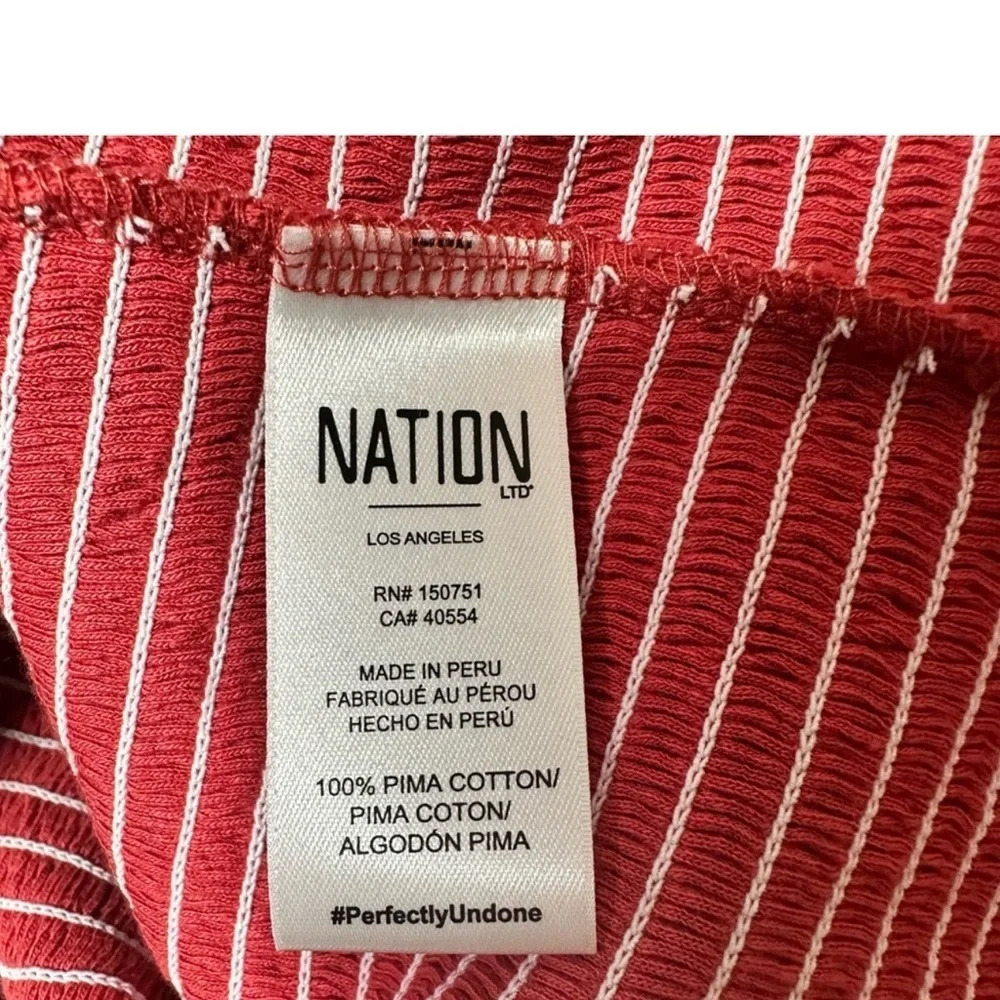 NATION
LTD®
LOS ANGELES
RN# 150751
CA# 40554
MADE IN PERU
FABRIQUÉ AU PÉROU
HECHO EN PERÚ
100% PIMA COTTON/
PIMA COTON/
ALGODÓN PIMA
#PerfectlyUndone